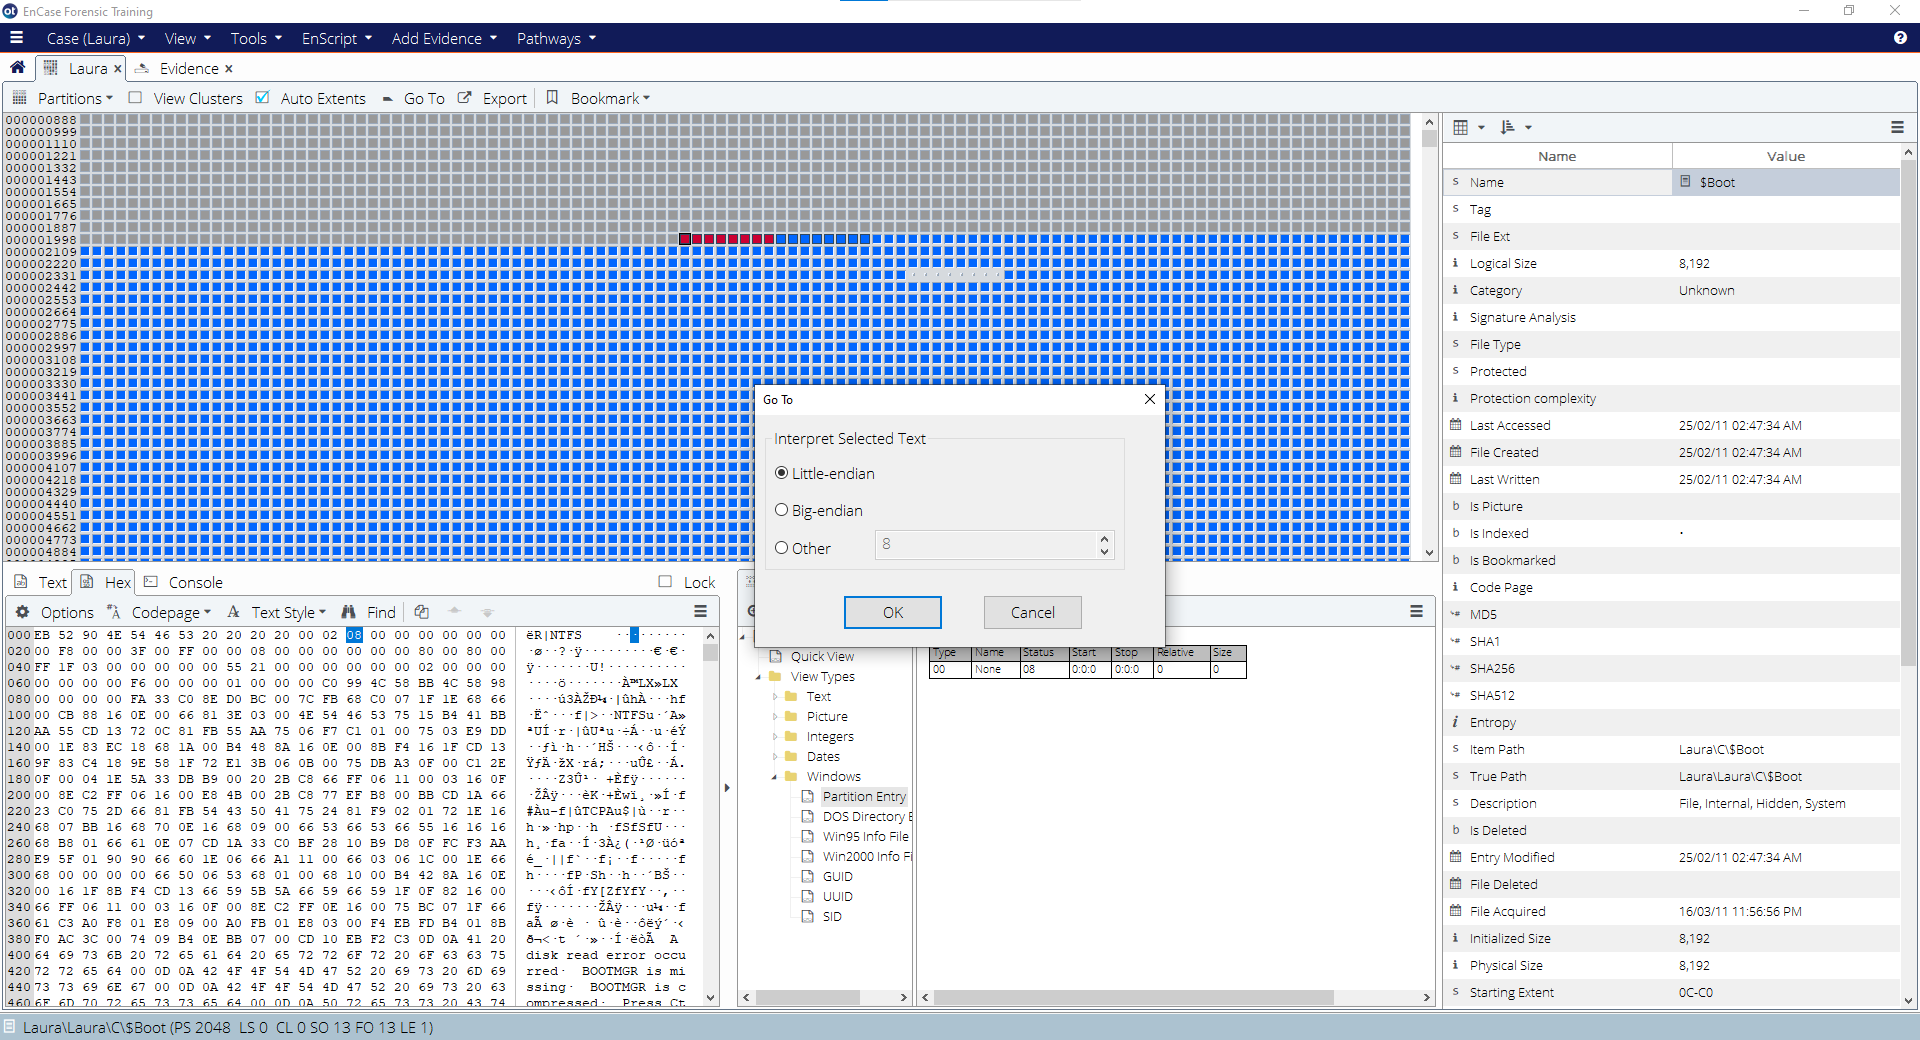 EnCase Forensic Training
Case (Laura) View Tools EnScript Add Evidence Pathways
Laura Evidence
Partitions View Clusters Auto Extents Go To Export Bookmark
000000888
000000999
000001110
000001221
000001332
000001443
000001554
000001665
000001776
000001887
000001998
000002109
000002220
000002331
000002442
000002553
000002664
000002775
000002886
000002997
000003108
000003219
000003330
000003441
000003552
000003663
000003774
000003885
000003996
000004107
000004218
000004329
000004440
000004551
000004662
000004773
000004884
Go To
Interpret Selected Text
Little-endian
Big-endian
Other 8
OK Cancel
Text Hex Console Lock
Options Codepage Text Style Find
000 EB 52 90 4E 54 46 53 20 20 20 20 00 02 08 00 00 00 00 00 00
020 00 F8 00 00 3F 00 FF 00 00 08 00 00 00 00 00 00 80 00 80 00
040 FF 1F 03 00 00 00 00 00 55 21 00 00 00 00 00 00 02 00 00 00
060 00 00 00 00 F6 00 00 00 01 00 00 00 C0 99 4C 58 BB 4C 58 98
080 00 00 00 00 FA 33 C0 8E D0 BC 00 7C FB 68 C0 07 1F 1E 68 66
100 00 CB 88 16 0E 00 66 81 3E 03 00 4E 54 46 53 75 15 B4 41 BB
120 AA 55 CD 13 72 0C 81 FB 55 AA 75 06 F7 C1 01 00 75 03 E9 DD
140 00 1E 83 EC 18 68 1A 00 B4 48 8A 16 0E 00 8B F4 16 1F CD 13
160 9F 83 C4 18 9E 58 1F 72 E1 3B 06 0B 00 75 DB A3 0F 00 C1 2E
180 0F 00 04 1E 5A 33 DB B9 00 20 2B C8 66 FF 06 11 00 03 16 0F
200 00 8E C2 FF 06 16 00 E8 4B 00 2B C8 77 EF B8 00 BB CD 1A 66
220 23 C0 75 2D 66 81 FB 54 43 50 41 75 24 81 F9 02 01 72 1E 16
240 68 07 BB 16 68 70 0E 16 68 09 00 66 53 66 53 66 55 16 16 16
260 68 B8 01 66 61 0E 07 CD 1A 33 C0 BF 28 10 B9 D8 0F FC F3 AA
280 E9 5F 01 90 90 66 60 1E 06 66 A1 11 00 66 03 06 1C 00 1E 66
300 68 00 00 00 00 66 50 06 53 68 01 00 68 10 00 B4 42 8A 16 0E
320 00 16 1F 8B F4 CD 13 66 59 5B 5A 66 59 66 59 1F 0F 82 16 00
340 66 FF 06 11 00 03 16 0F 00 8E C2 FF 0E 16 00 75 BC 07 1F 66
361 61 C3 A0 F8 01 E8 09 00 A0 FB 01 E8 03 00 F4 EB FD B4 01 8B
380 F0 AC 3C 00 74 09 B4 0E BB 07 00 CD 10 EB F2 C3 0D 0A 41 20
400 64 69 73 6B 20 72 65 61 64 20 65 72 72 6F 72 20 6F 63 63 75 disk read error occu
420 72 72 65 64 00 0D 0A 42 4F 4F 54 4D 47 52 20 69 73 20 6D 69 rred· BOOTMGR is mi
440 73 73 69 6E 67 00 0D 0A 42 4F 4F 54 4D 47 52 20 69 73 20 63 ssing· BOOTMGR is c
460 6F 6D 70 72 65 73 73 65 64 00 0D 0A 50 72 65 73 73 20 43 74 ompressed· Press Ct
Quick View
View Types
Text
Picture
Integers
Dates
Windows
Partition Entry
DOS Directory E
Win95 Info File
Win2000 Info Fi
GUID
UUID
SID
Type Name Status Start Stop Relative Size
00 None 08 0:0:0 0:0:0 0 0
Name Value
Name $Boot
Tag
File Ext
Logical Size 8,192
Category Unknown
Signature Analysis
File Type
Protected
Protection complexity
Last Accessed 25/02/11 02:47:34 AM
File Created 25/02/11 02:47:34 AM
Last Written 25/02/11 02:47:34 AM
Is Picture
Is Indexed ·
Is Bookmarked
Code Page
MD5
SHA1
SHA256
SHA512
Entropy
Item Path Laura\C\$Boot
True Path Laura\Laura\C\$Boot
Description File, Internal, Hidden, System
Is Deleted
Entry Modified 25/02/11 02:47:34 AM
File Deleted
File Acquired 16/03/11 11:56:56 PM
Initialized Size 8,192
Physical Size 8,192
Starting Extent 0C-C0
Laura\Laura\C\$Boot (PS 2048 LS 0 CL 0 SO 13 FO 13 LE 1)